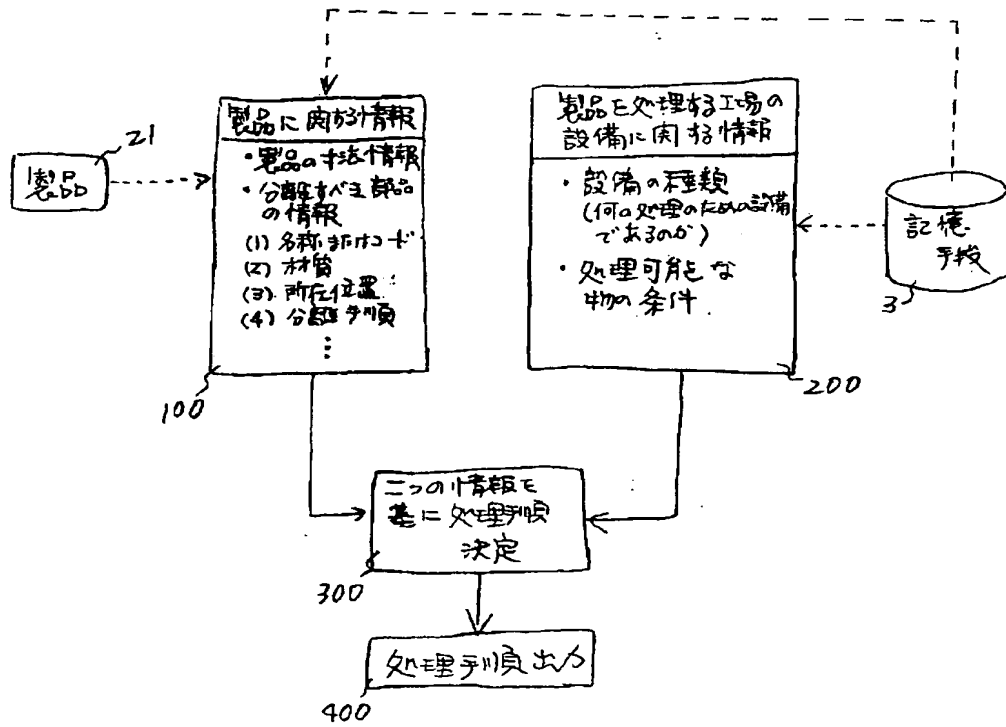 21
製品
製品に関する情報
・製品の寸法情報
・分離すべき部品
の情報
(1) 名称またはコード
(2) 材質
(3) 所在位置
(4) 分離手順
⋮
100
製品を処理する工場の
設備に関する情報
・設備の種類
(何の処理のための設備
であるのか)
・処理可能な
物の条件
200
記憶
手段
3
二つの情報を
基に処理手順
決定
300
処理手順出力
400